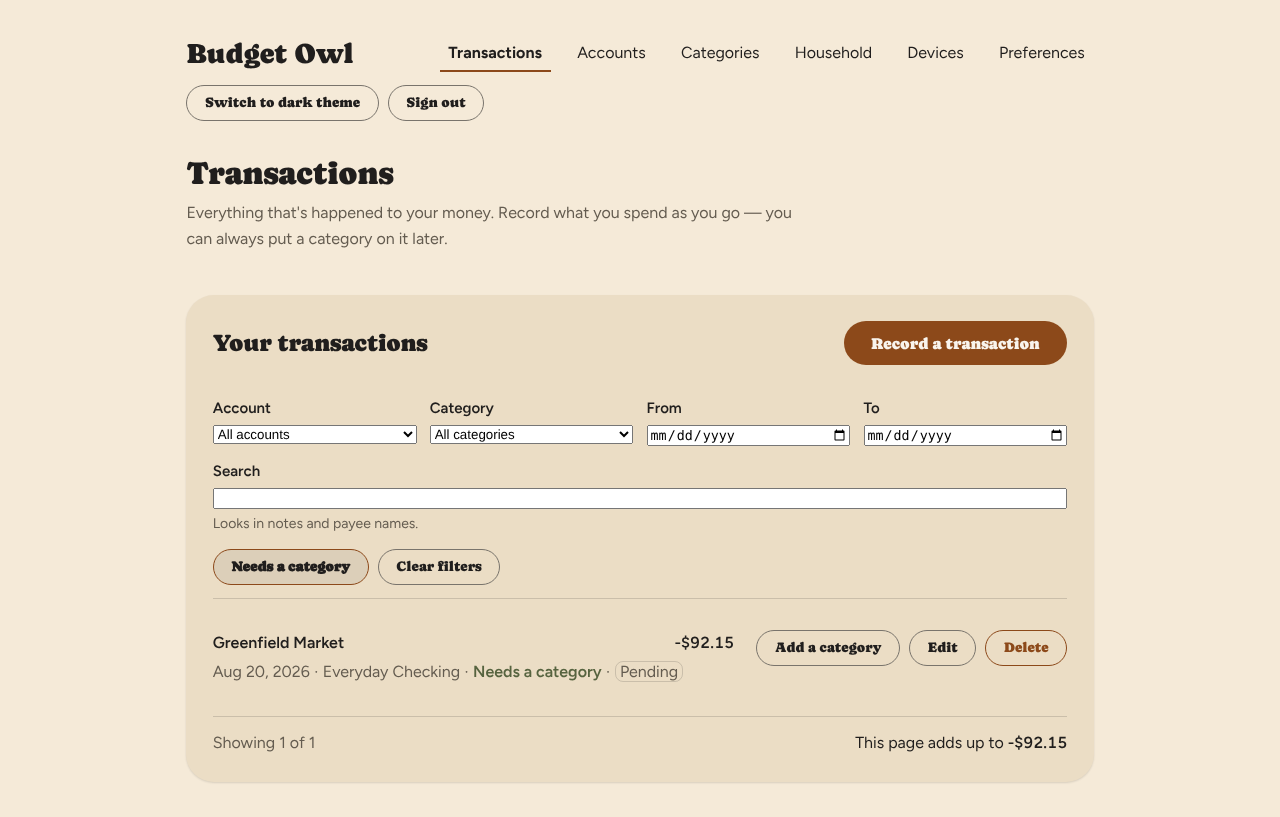 Budget Owl
Transactions Accounts Categories Household Devices Preferences
Switch to dark theme Sign out
Transactions
Everything that's happened to your money. Record what you spend as you go — you
can always put a category on it later.
Your transactions Record a transaction
Account Category From To
All accounts All categories mm/dd/yyyy mm/dd/yyyy
Search
Looks in notes and payee names.
Needs a category Clear filters
Greenfield Market -$92.15 Add a category Edit Delete
Aug 20, 2026 · Everyday Checking · Needs a category · Pending
Showing 1 of 1 This page adds up to -$92.15